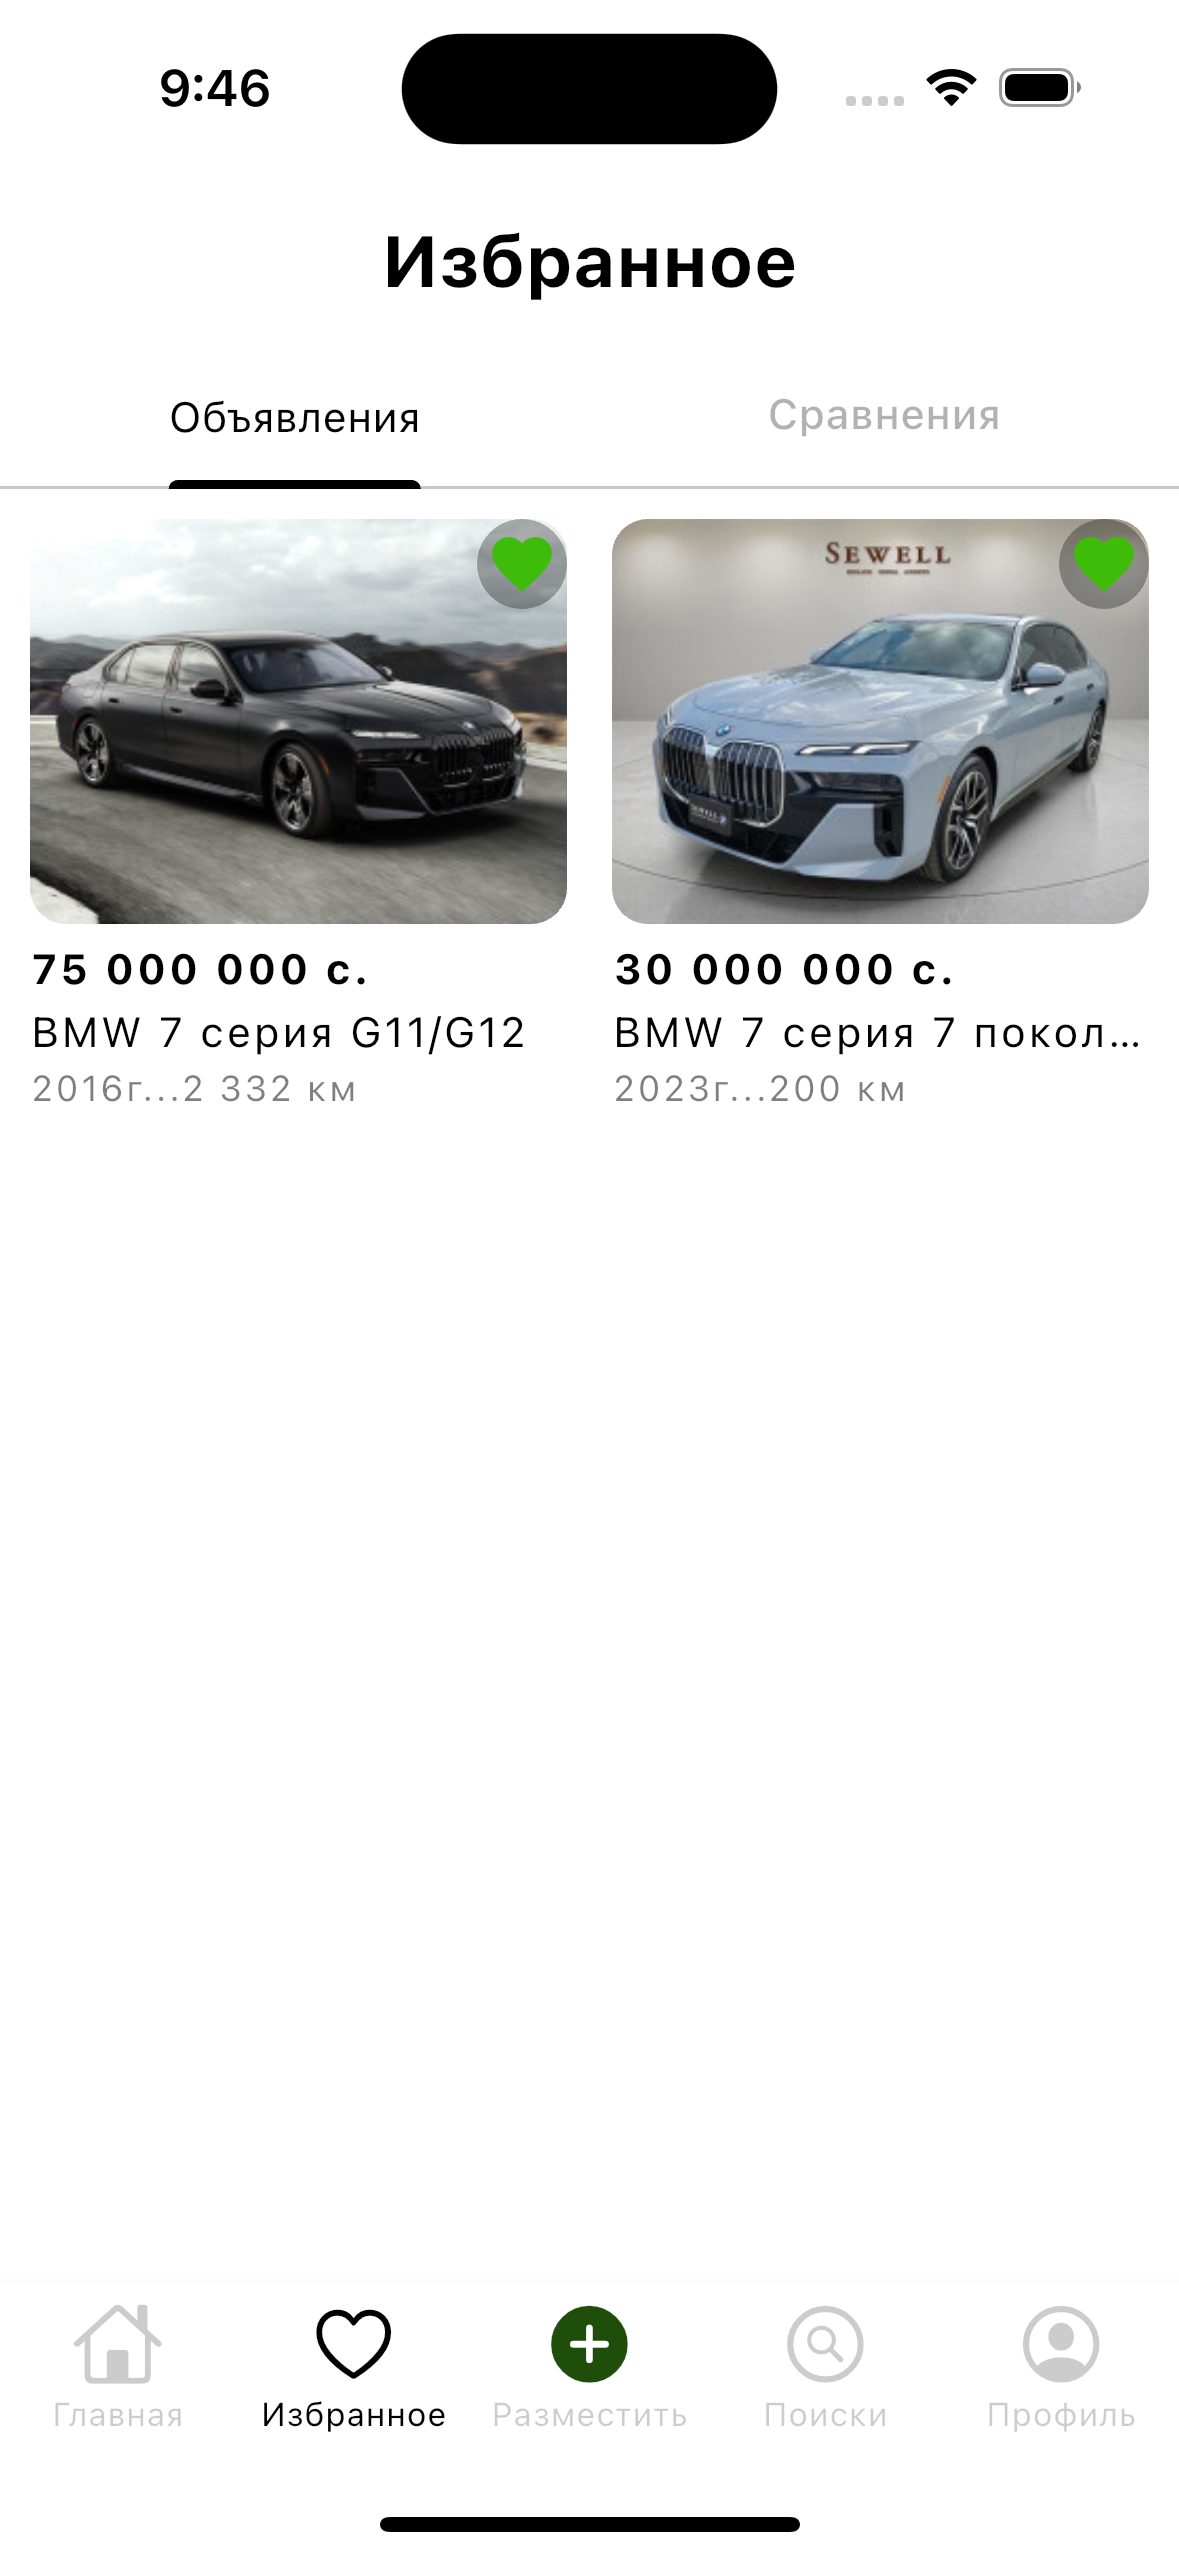 9:46
Избранное
Объявления
Сравнения
SEWELL
SEWELL
75 000 000 с.
30 000 000 с.
BMW 7 серия G11/G12
BMW 7 серия 7 покол...
2016г...2 332 км
2023г...200 км
Главная
Избранное
Разместить
Поиски
Профиль